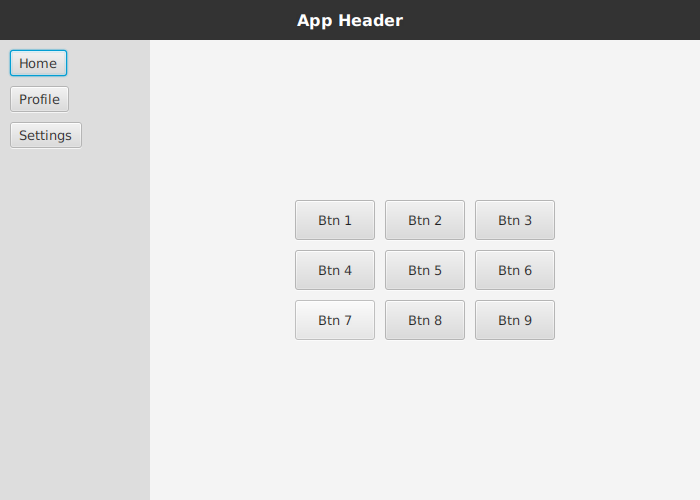 App Header
Home
Profile
Settings
Btn 1 Btn 2 Btn 3
Btn 4 Btn 5 Btn 6
Btn 7 Btn 8 Btn 9